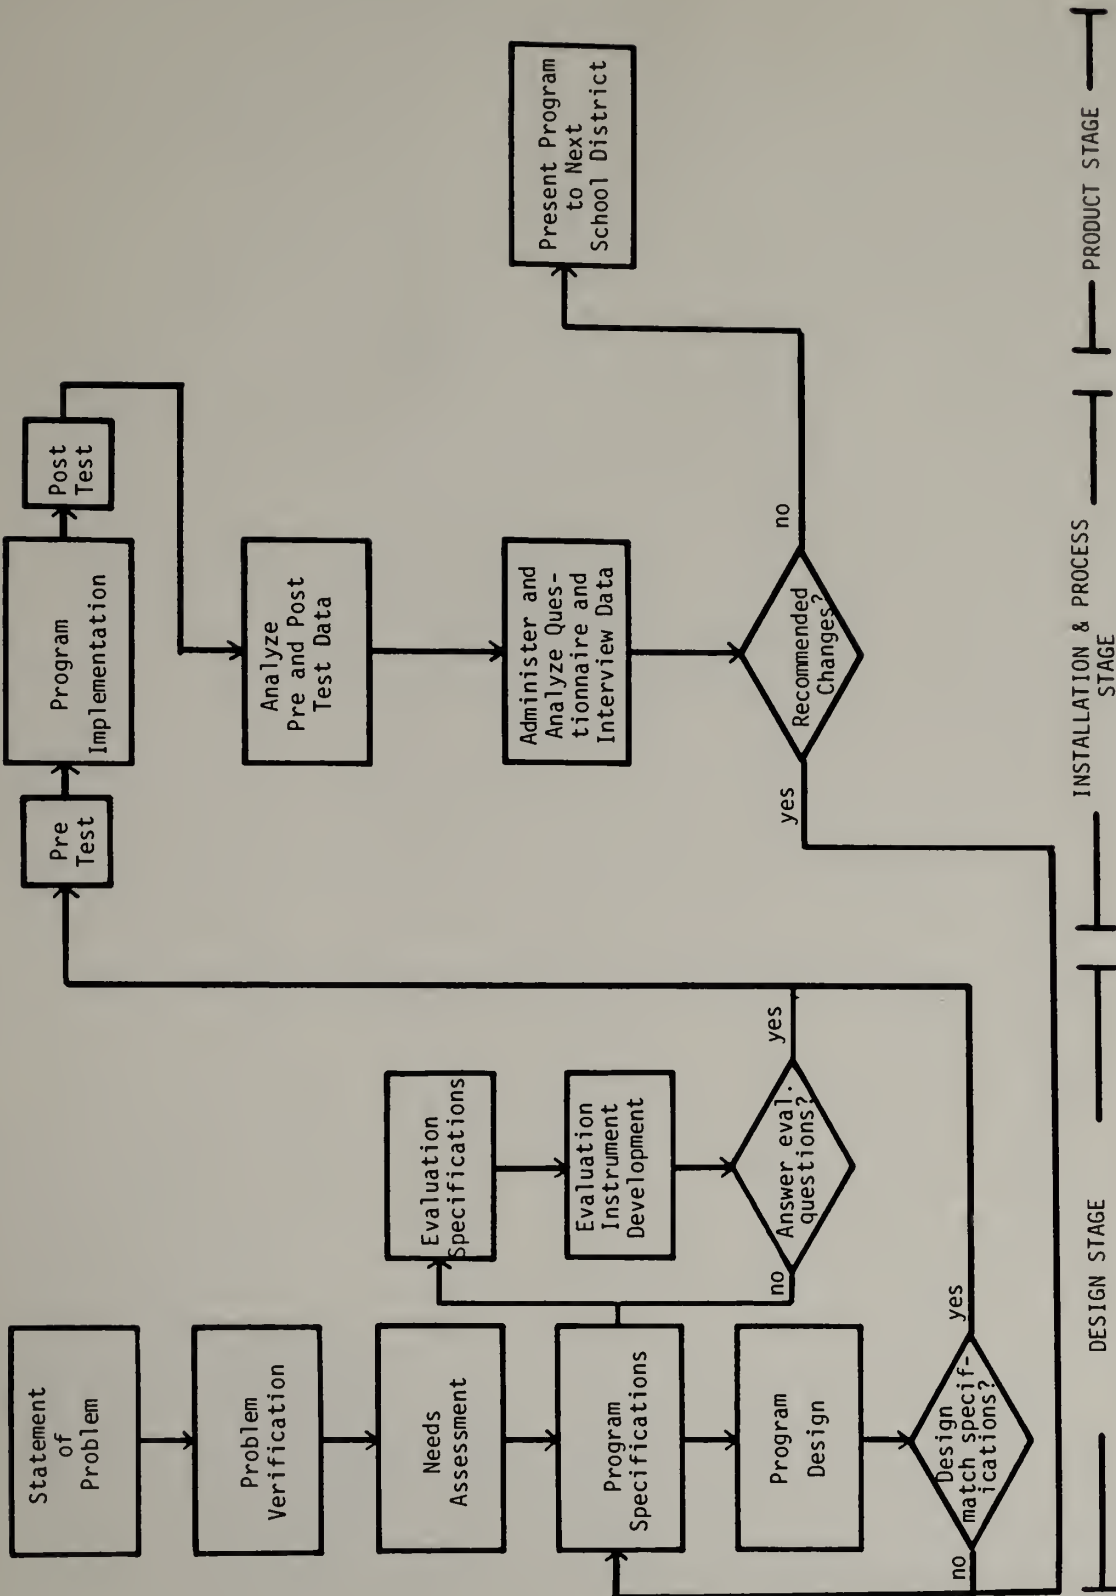 Statement
of
Problem
Problem
Verification
Needs
Assessment
Program
Specifications
Program
Design
Design
match specif-
ications?
no
yes
Evaluation
Specifications
Evaluation
Instrument
Development
Answer eval.
questions?
no
yes
Pre
Test
Program
Implementation
Post
Test
Analyze
Pre and Post
Test Data
Administer and
Analyze Ques-
tionnaire and
Interview Data
Recommended
Changes?
yes
no
Present Program
to Next
School District
DESIGN STAGE
INSTALLATION & PROCESS
STAGE
PRODUCT STAGE